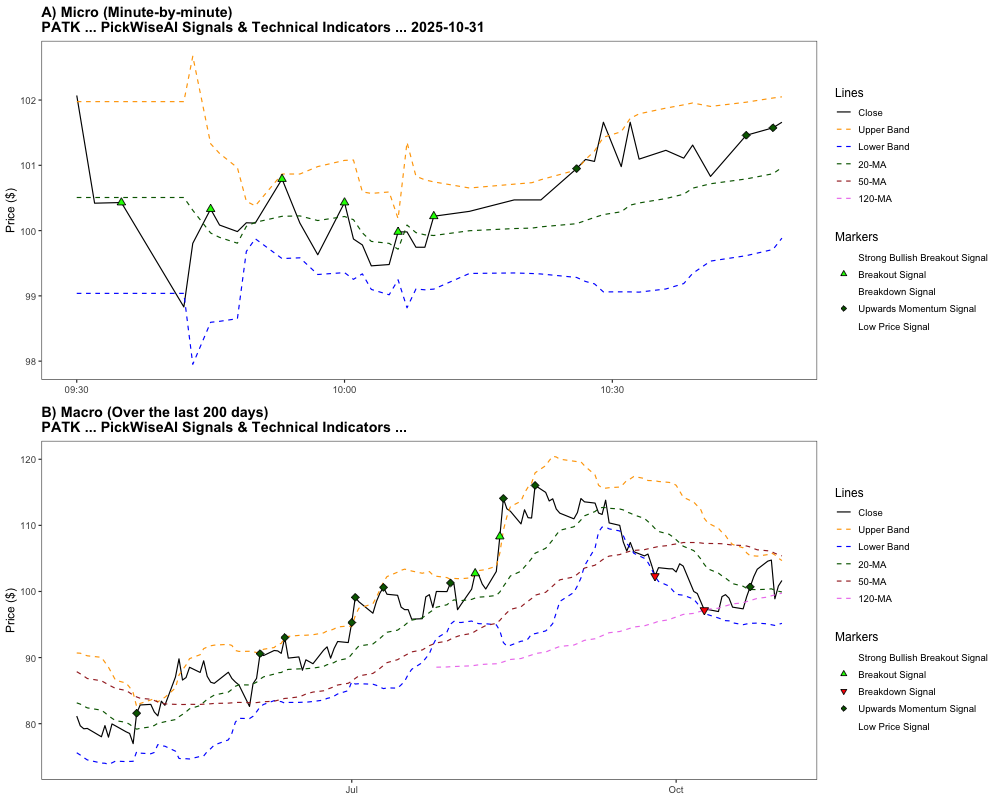 A) Micro (Minute-by-minute)
PATK ... PickWiseAI Signals & Technical Indicators ... 2025-10-31
Price ($)
102
101
100
99
98
09:30
10:00
10:30
Lines
Close
Upper Band
Lower Band
20-MA
50-MA
120-MA
Markers
Strong Bullish Breakout Signal
Breakout Signal
Breakdown Signal
Upwards Momentum Signal
Low Price Signal
B) Macro (Over the last 200 days)
PATK ... PickWiseAI Signals & Technical Indicators ...
Price ($)
120
110
100
90
80
Jul
Oct
Lines
Close
Upper Band
Lower Band
20-MA
50-MA
120-MA
Markers
Strong Bullish Breakout Signal
Breakout Signal
Breakdown Signal
Upwards Momentum Signal
Low Price Signal